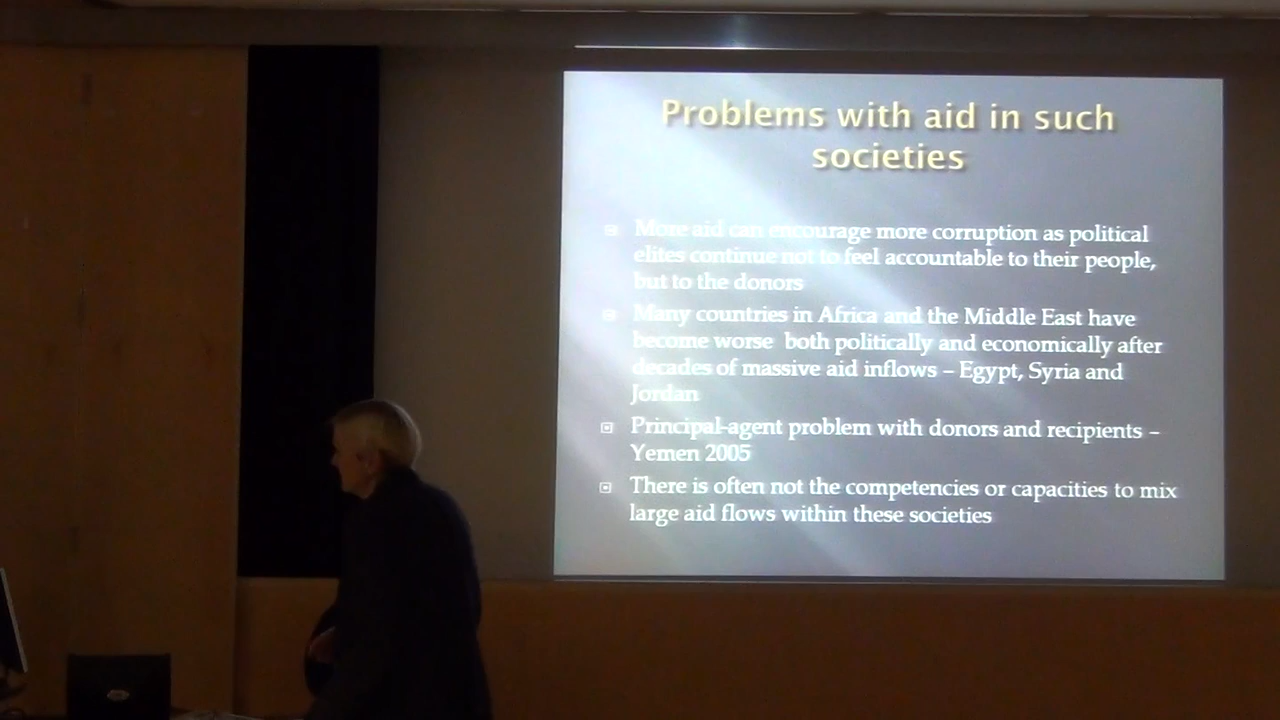 Problems with aid in such
societies
More aid can encourage more corruption as political
elites continue not to feel accountable to their people,
but to the donors
Many countries in Africa and the Middle East have
become worse both politically and economically after
decades of massive aid inflows – Egypt, Syria and
Jordan
Principal-agent problem with donors and recipients –
Yemen 2005
There is often not the competencies or capacities to mix
large aid flows within these societies